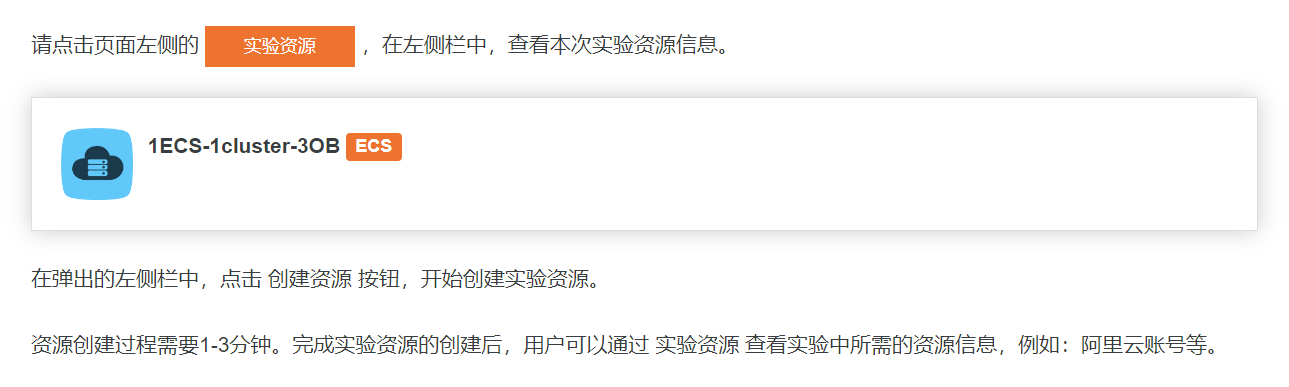 请点击页面左侧的 实验资源 ，在左侧栏中，查看本次实验资源信息。
1ECS-1cluster-3OB ECS
在弹出的左侧栏中，点击 创建资源 按钮，开始创建实验资源。
资源创建过程需要1-3分钟。完成实验资源的创建后，用户可以通过 实验资源 查看实验中所需的资源信息，例如：阿里云账号等。